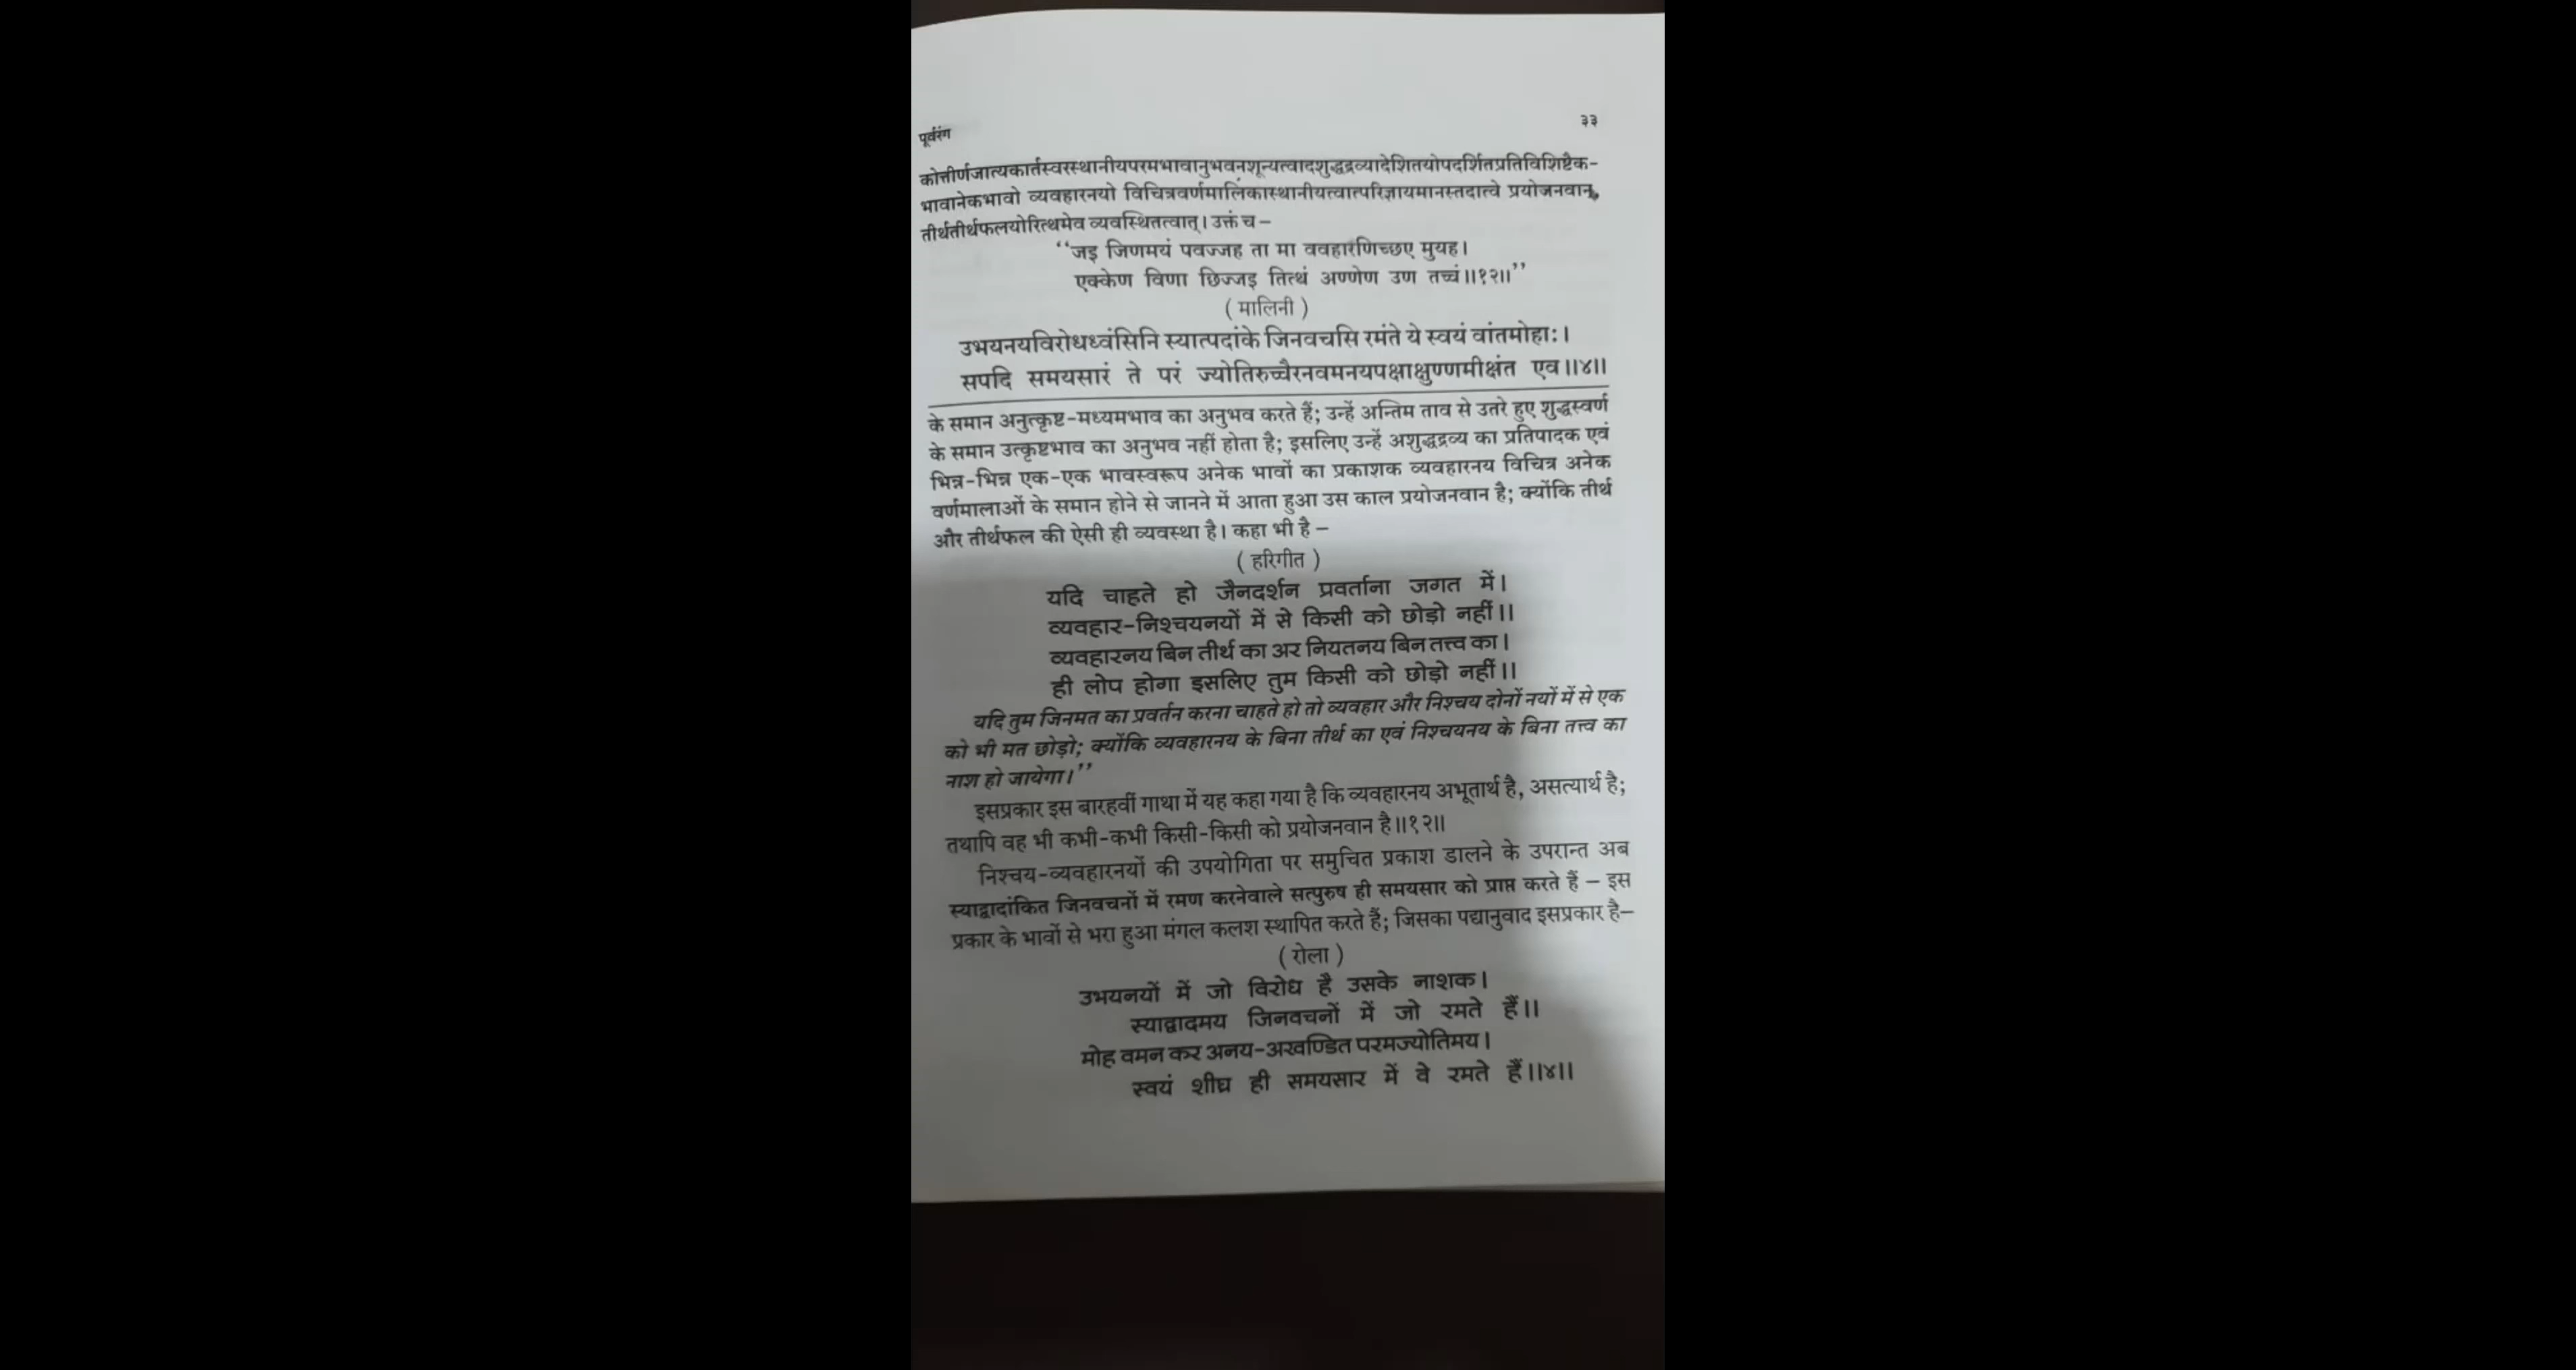 पूर्वरंग ३३
कोत्तीर्णजात्यकार्तस्वरस्थानीयपरमभावानुभवनशून्यत्वादशुद्धद्रव्यादेशितयोपदर्शितप्रतिविशिष्टैक-
भावानेकभावो व्यवहारनयो विचित्रवर्णमालिकास्थानीयत्वात्परिज्ञायमानस्तदात्वे प्रयोजनवान्,
तीर्थतीर्थफलयोरित्थमेव व्यवस्थितत्वात्। उक्तं च –
‘‘जइ जिणमयं पवज्जह ता मा ववहारणिच्छए मुयह।
एक्केण विणा छिज्जइ तित्थं अण्णेण उण तच्चं॥१२॥’’
( मालिनी )
उभयनयविरोधध्वंसिनि स्यात्पदांके जिनवचसि रमंते ये स्वयं वांतमोहाः।
सपदि समयसारं ते परं ज्योतिरुच्चैरनवमनयपक्षाक्षुण्णमीक्षंत एव॥४॥
के समान अनुत्कृष्ट-मध्यमभाव का अनुभव करते हैं; उन्हें अन्तिम ताव से उतरे हुए शुद्धस्वर्ण
के समान उत्कृष्टभाव का अनुभव नहीं होता है; इसलिए उन्हें अशुद्धद्रव्य का प्रतिपादक एवं
भिन्न-भिन्न एक-एक भावस्वरूप अनेक भावों का प्रकाशक व्यवहारनय विचित्र अनेक
वर्णमालाओं के समान होने से जानने में आता हुआ उस काल प्रयोजनवान है; क्योंकि तीर्थ
और तीर्थफल की ऐसी ही व्यवस्था है। कहा भी है –
( हरिगीत )
यदि चाहते हो जैनदर्शन प्रवर्ताना जगत में।
व्यवहार-निश्चयनयों में से किसी को छोड़ो नहीं॥
व्यवहारनय बिन तीर्थ का अर नियतनय बिन तत्त्व का।
ही लोप होगा इसलिए तुम किसी को छोड़ो नहीं॥
यदि तुम जिनमत का प्रवर्तन करना चाहते हो तो व्यवहार और निश्चय दोनों नयों में से एक
को भी मत छोड़ो; क्योंकि व्यवहारनय के बिना तीर्थ का एवं निश्चयनय के बिना तत्त्व का
नाश हो जायेगा।’’
इसप्रकार इस बारहवीं गाथा में यह कहा गया है कि व्यवहारनय अभूतार्थ है, असत्यार्थ है;
तथापि वह भी कभी-कभी किसी-किसी को प्रयोजनवान है॥१२॥
निश्चय-व्यवहारनयों की उपयोगिता पर समुचित प्रकाश डालने के उपरान्त अब
स्याद्वादांकित जिनवचनों में रमण करनेवाले सत्पुरुष ही समयसार को प्राप्त करते हैं – इस
प्रकार के भावों से भरा हुआ मंगल कलश स्थापित करते हैं; जिसका पद्यानुवाद इसप्रकार है–
( रोला )
उभयनयों में जो विरोध है उसके नाशक।
स्याद्वादमय जिनवचनों में जो रमते हैं॥
मोह वमन कर अनय-अखण्डित परमज्योतिमय।
स्वयं शीघ्र ही समयसार में वे रमते हैं॥४॥